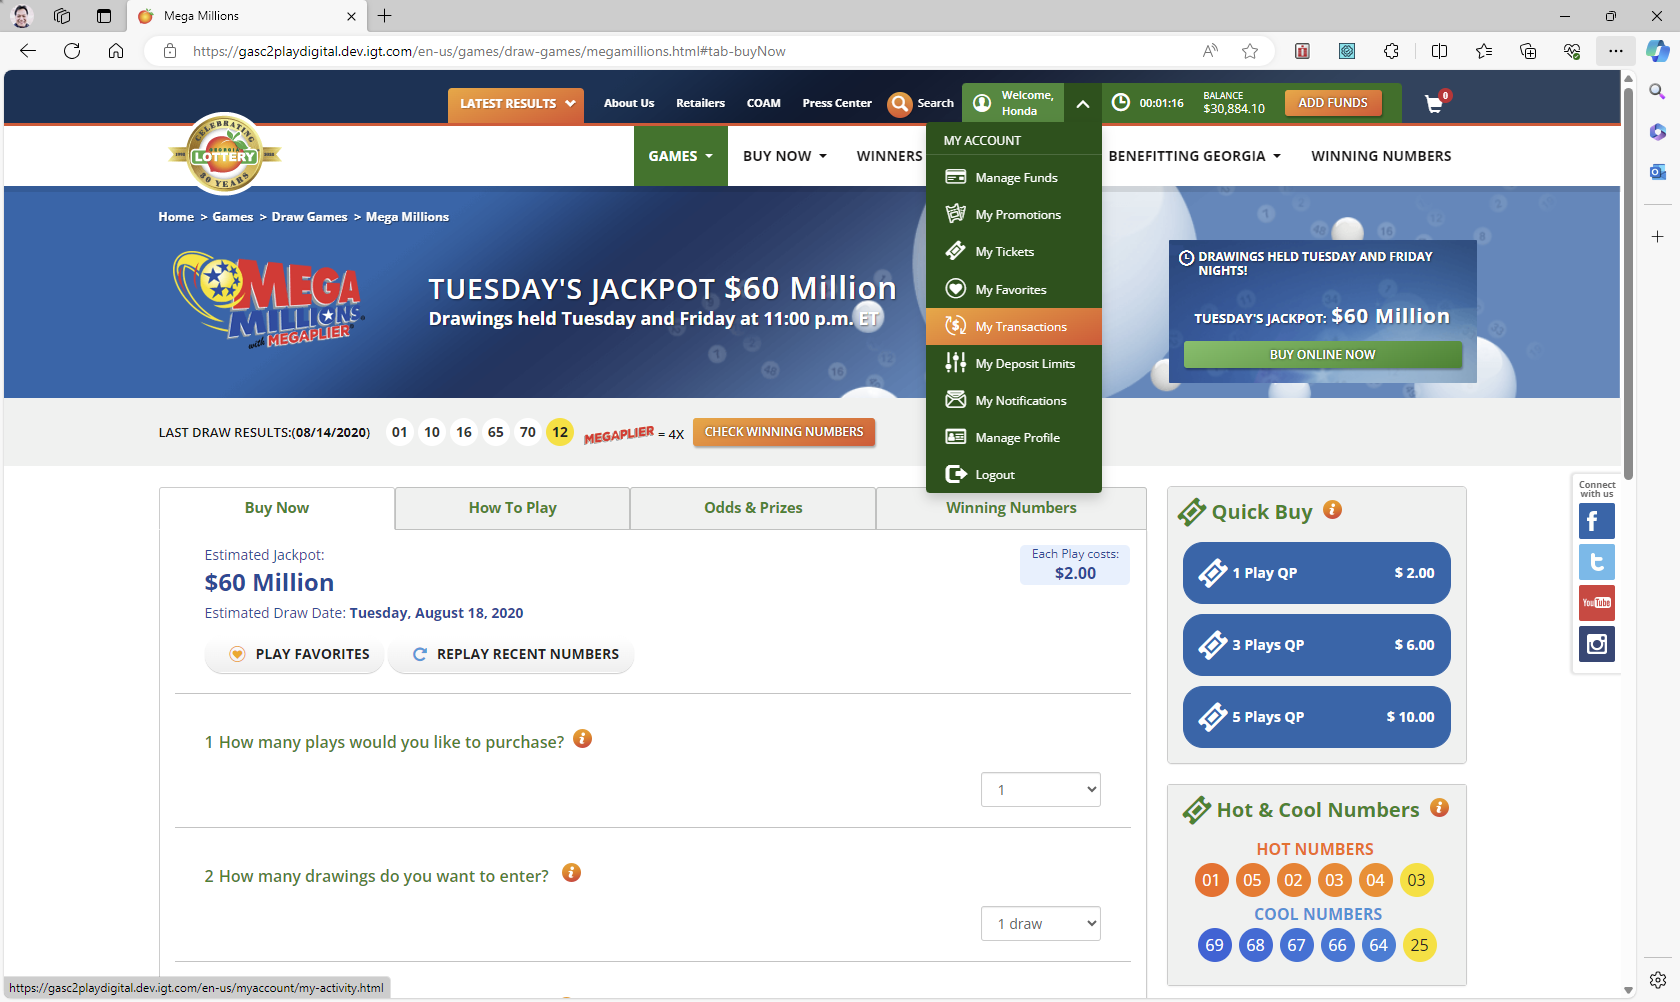 Mega Millions
https://gasc2playdigital.dev.igt.com/en-us/games/draw-games/megamillions.html#tab-buyNow
LATEST RESULTS
About Us
Retailers
COAM
Press Center
Search
Welcome,
Honda
00:01:16
BALANCE
$30,884.10
ADD FUNDS
0
CELEBRATING
GEORGIA
LOTTERY
30 YEARS
GAMES
BUY NOW
WINNERS
BENEFITTING GEORGIA
WINNING NUMBERS
MY ACCOUNT
Manage Funds
My Promotions
My Tickets
My Favorites
My Transactions
My Deposit Limits
My Notifications
Manage Profile
Logout
Home > Games > Draw Games > Mega Millions
MEGA
MILLIONS
with MEGAPLIER
TUESDAY'S JACKPOT $60 Million
Drawings held Tuesday and Friday at 11:00 p.m. ET
DRAWINGS HELD TUESDAY AND FRIDAY
NIGHTS!
TUESDAY'S JACKPOT: $60 Million
BUY ONLINE NOW
LAST DRAW RESULTS:(08/14/2020)
01 10 16 65 70 12
MEGAPLIER = 4X
CHECK WINNING NUMBERS
Buy Now
How To Play
Odds & Prizes
Winning Numbers
Estimated Jackpot:
$60 Million
Estimated Draw Date: Tuesday, August 18, 2020
Each Play costs:
$2.00
PLAY FAVORITES
REPLAY RECENT NUMBERS
1 How many plays would you like to purchase?
1
2 How many drawings do you want to enter?
1 draw
Quick Buy
1 Play QP $ 2.00
3 Plays QP $ 6.00
5 Plays QP $ 10.00
Hot & Cool Numbers
HOT NUMBERS
01 05 02 03 04 03
COOL NUMBERS
69 68 67 66 64 25
Connect
with us
YouTube
https://gasc2playdigital.dev.igt.com/en-us/myaccount/my-activity.html